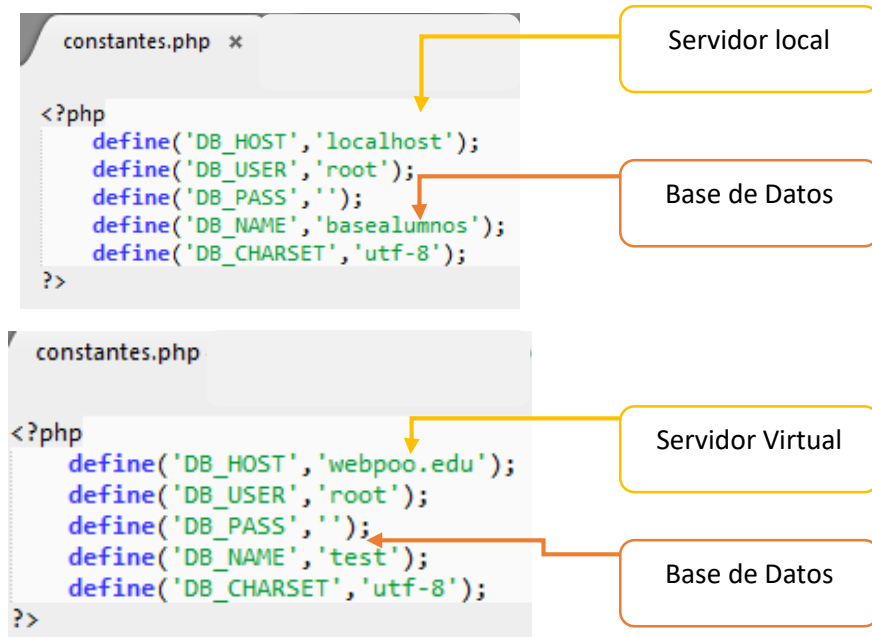 constantes.php ×
Servidor local
<?php
define('DB_HOST','localhost');
define('DB_USER','root');
define('DB_PASS','');
Base de Datos
define('DB_NAME','basealumnos');
define('DB_CHARSET','utf-8');
?>
constantes.php
<?php
Servidor Virtual
define('DB_HOST','webpoo.edu');
define('DB_USER','root');
define('DB_PASS','');
define('DB_NAME','test');
Base de Datos
define('DB_CHARSET','utf-8');
?>